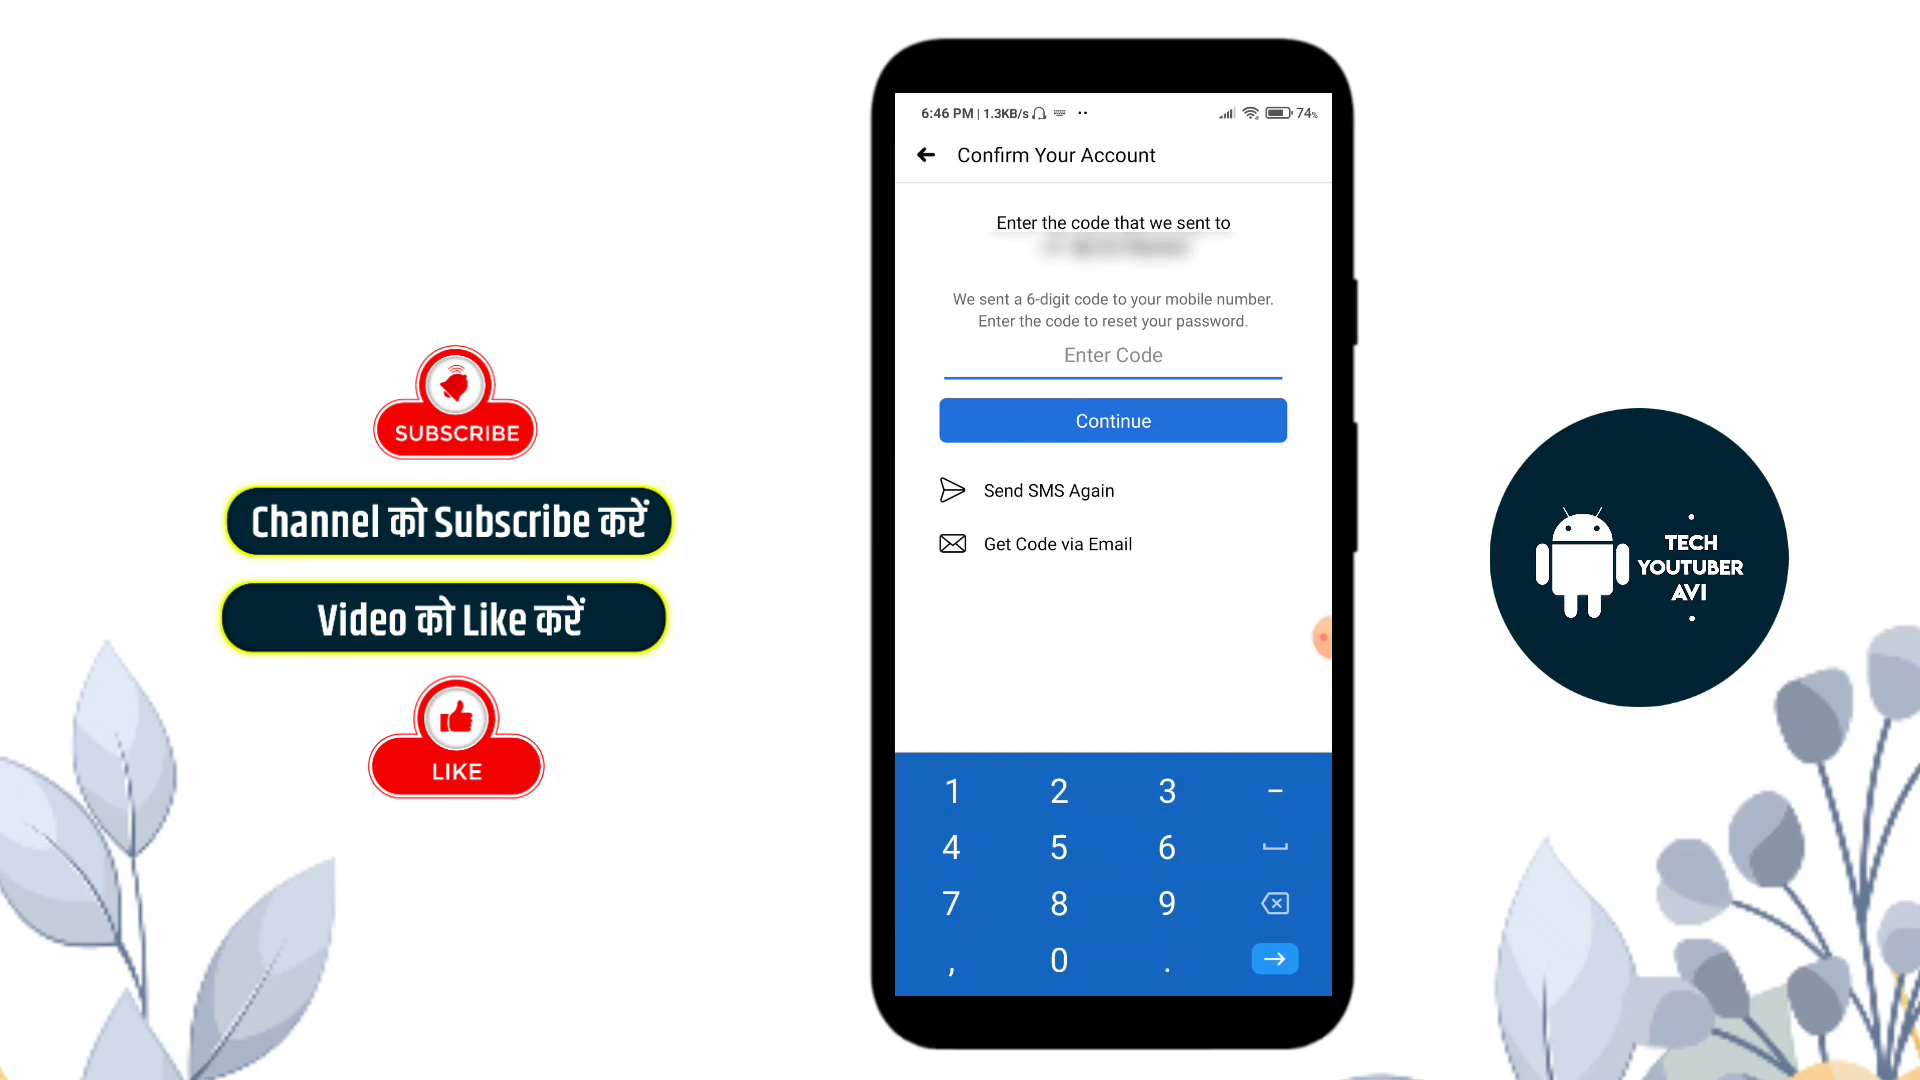 SUBSCRIBE
Channel को Subscribe करें
Video को Like करें
LIKE
6:46 PM | 1.3KB/s
74%
Confirm Your Account
Enter the code that we sent to
We sent a 6-digit code to your mobile number.
Enter the code to reset your password.
Enter Code
Continue
Send SMS Again
Get Code via Email
1 2 3 –
4 5 6
7 8 9
, 0 .
TECH
YOUTUBER
AVI